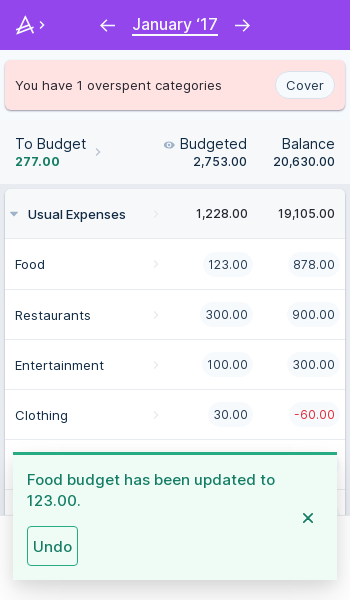 January ‘17
You have 1 overspent categories Cover
To Budget Budgeted Balance
277.00 2,753.00 20,630.00
Usual Expenses 1,228.00 19,105.00
Food 123.00 878.00
Restaurants 300.00 900.00
Entertainment 100.00 300.00
Clothing 30.00 -60.00
Food budget has been updated to
123.00.
Undo